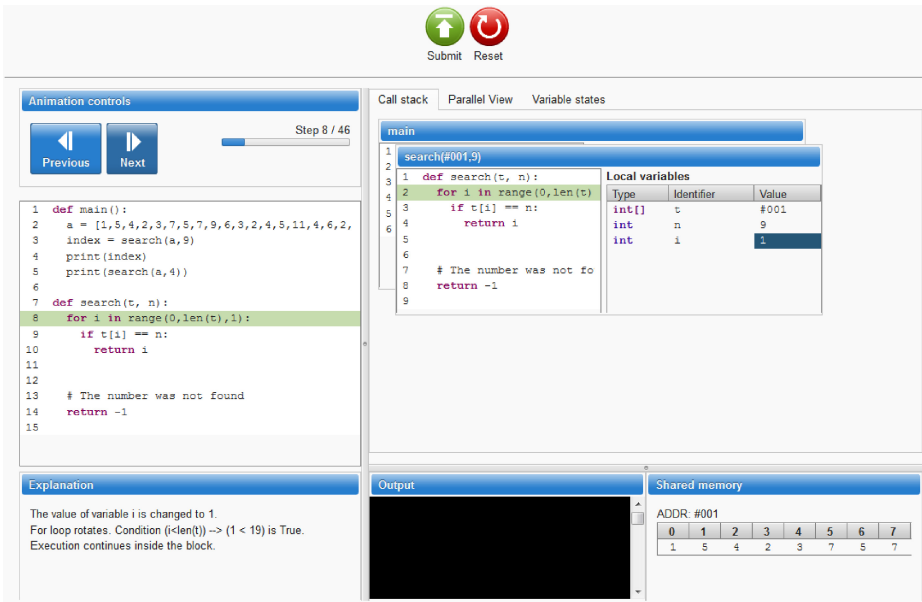 Submit Reset
Animation controls
Previous
Next
Step 8 / 46
1 def main():
2 a = [1,5,4,2,3,7,5,7,9,6,3,2,4,5,11,4,6,2,
3 index = search(a,9)
4 print(index)
5 print(search(a,4))
6
7 def search(t, n):
8 for i in range(0,len(t),1):
9 if t[i] == n:
10 return i
11
12
13 # The number was not found
14 return -1
15
Explanation
The value of variable i is changed to 1.
For loop rotates. Condition (i<len(t)) --> (1 < 19) is True.
Execution continues inside the block.
Call stack Parallel View Variable states
main
1
2
3
4
5
6
search(#001,9)
1 def search(t, n):
2 for i in range(0,len(t)
3 if t[i] == n:
4 return i
5
6
7 # The number was not fo
8 return -1
9
Local variables
Type Identifier Value
int[] t #001
int n 9
int i 1
Output
Shared memory
ADDR: #001
0 1 2 3 4 5 6 7
1 5 4 2 3 7 5 7